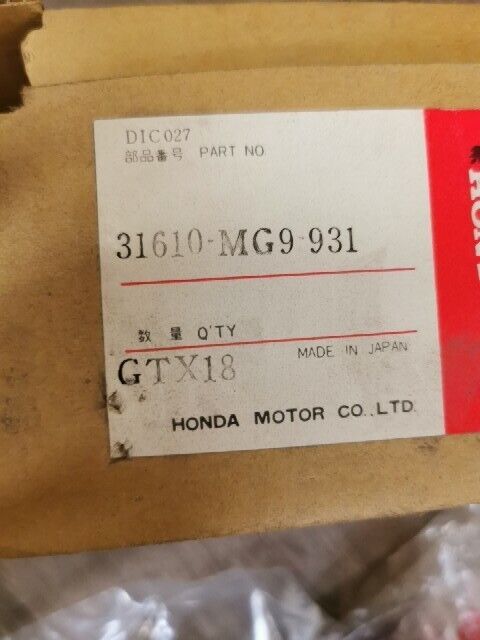 D1C027
部品番号 PART NO.
31610-MG9-931
数量 Q'TY
MADE IN JAPAN
GTX18
HONDA MOTOR CO.,LTD.